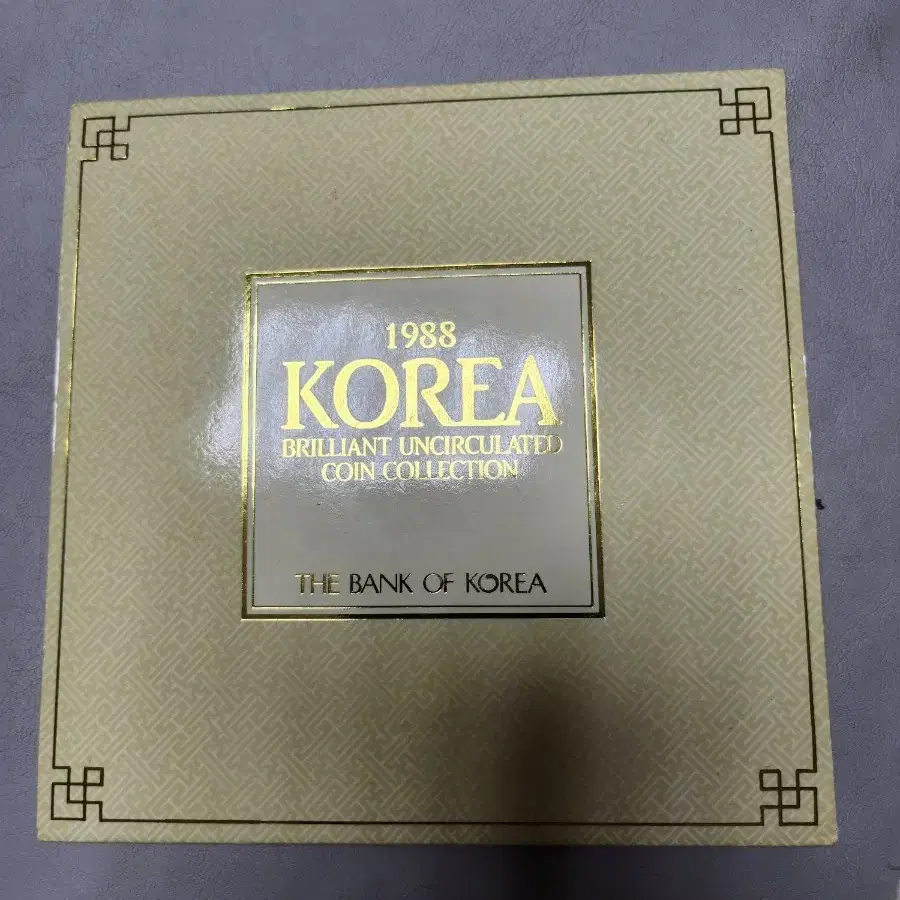 1988
KOREA
BRILLIANT UNCIRCULATED
COIN COLLECTION
THE BANK OF KOREA